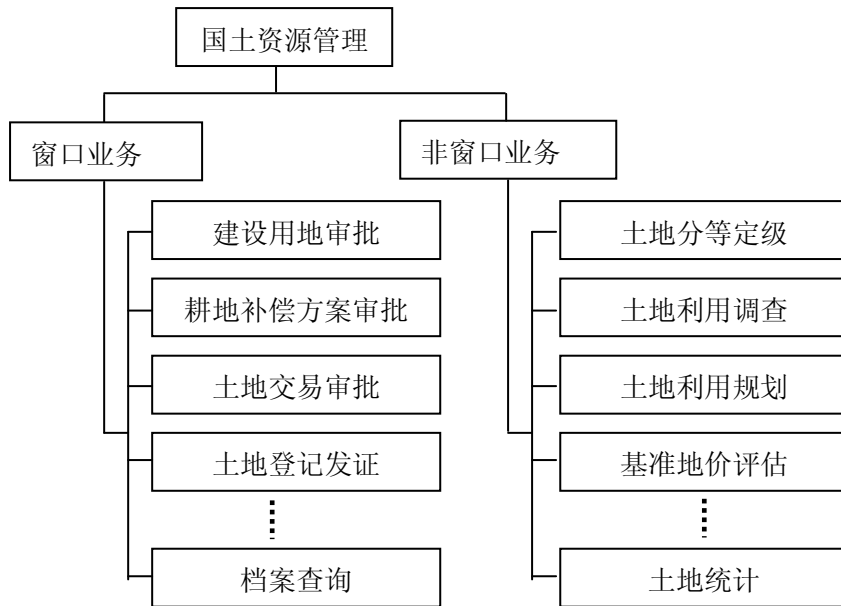 国土资源管理
窗口业务
非窗口业务
建设用地审批
土地分等定级
耕地补偿方案审批
土地利用调查
土地交易审批
土地利用规划
土地登记发证
基准地价评估
档案查询
土地统计